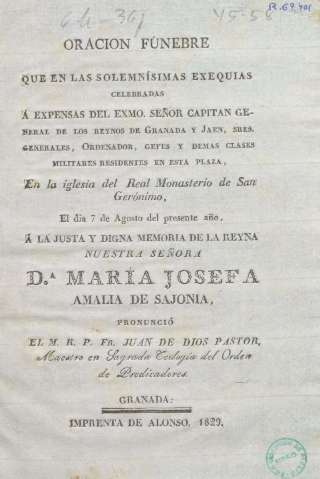 R.69.401
ORACION FÚNEBRE
QUE EN LAS SOLEMNÍSIMAS EXEQUIAS
CELEBRADAS
Á EXPENSAS DEL EXMO. SEÑOR CAPITAN GE-
NERAL DE LOS REYNOS DE GRANADA Y JAEN, SRES.
GENERALES, ORDENADOR, GEFES Y DEMAS CLASES
MILITARES RESIDENTES EN ESTA PLAZA,
En la iglesia del Real Monasterio de San
Gerónimo,
El dia 7 de Agosto del presente año,
Á LA JUSTA Y DIGNA MEMORIA DE LA REYNA
NUESTRA SEÑORA
D.ª MARÍA JOSEFA
AMALIA DE SAJONIA,
PRONUNCIÓ
EL M. R. P. FR. JUAN DE DIOS PASTOR,
Maestro en Sagrada Teología del Orden
de Predicadores.
GRANADA:
IMPRENTA DE ALONSO. 1829.